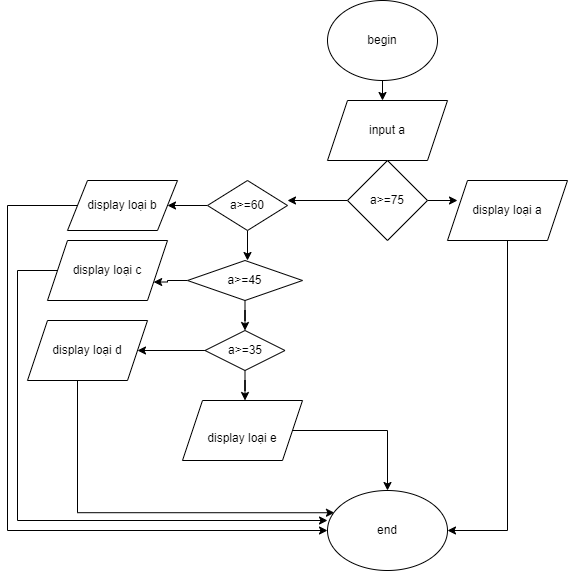 begin
input a
a>=75
display loại a
a>=60
display loại b
a>=45
display loại c
a>=35
display loại d
display loại e
end